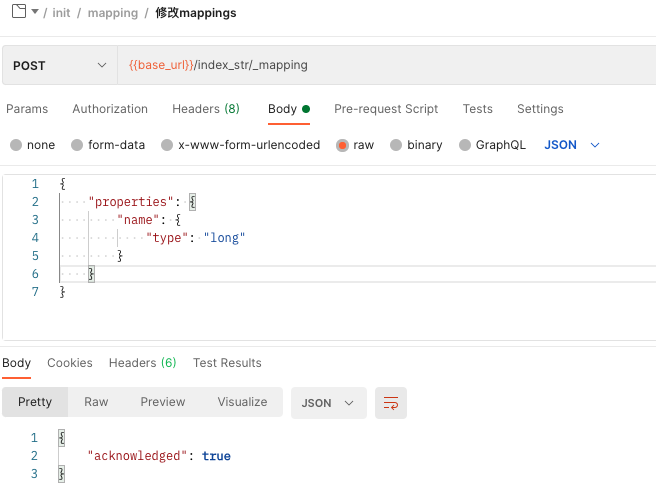 / init / mapping / 修改mappings
POST {{base_url}}/index_str/_mapping
Params Authorization Headers (8) Body Pre-request Script Tests Settings
none form-data x-www-form-urlencoded raw binary GraphQL JSON
1 {
2 "properties": {
3 "name": {
4 "type": "long"
5 }
6 }
7 }
Body Cookies Headers (6) Test Results
Pretty Raw Preview Visualize JSON
1 {
2 "acknowledged": true
3 }